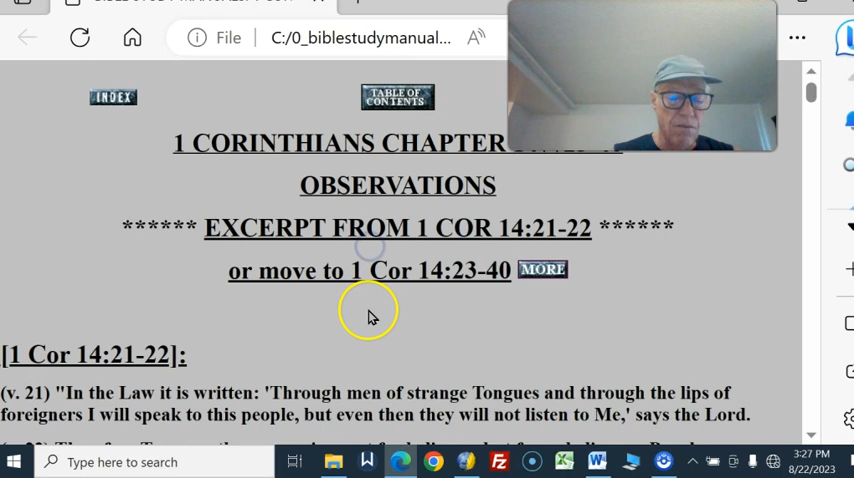 File C:/0_biblestudymanual...
INDEX
TABLE OF
CONTENTS
1 CORINTHIANS CHAPTER
OBSERVATIONS
****** EXCERPT FROM 1 COR 14:21-22 ******
or move to 1 Cor 14:23-40 MORE
[1 Cor 14:21-22]:
(v. 21) "In the Law it is written: 'Through men of strange Tongues and through the lips of
foreigners I will speak to this people, but even then they will not listen to Me,' says the Lord.
Type here to search
3:27 PM
8/22/2023